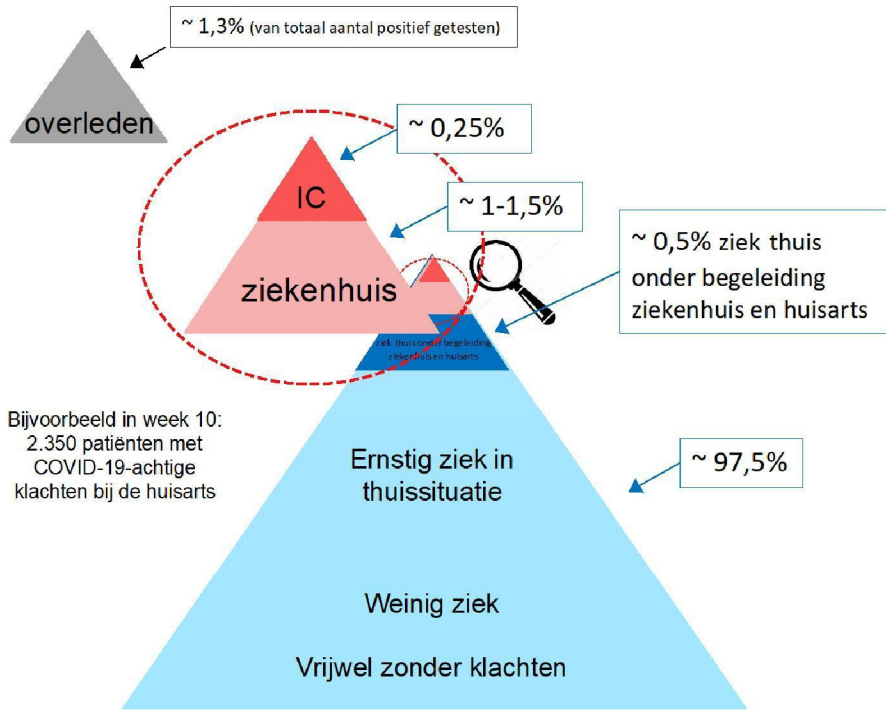 ~ 1,3% (van totaal aantal positief getesten)
overleden
~ 0,25%
IC
~ 1-1,5%
ziekenhuis
~ 0,5% ziek thuis
onder begeleiding
ziekenhuis en huisarts
ziek thuis onder begeleiding
ziekenhuis en huisarts
Bijvoorbeeld in week 10:
2.350 patiënten met
COVID-19-achtige
klachten bij de huisarts
Ernstig ziek in
thuissituatie
~ 97,5%
Weinig ziek
Vrijwel zonder klachten